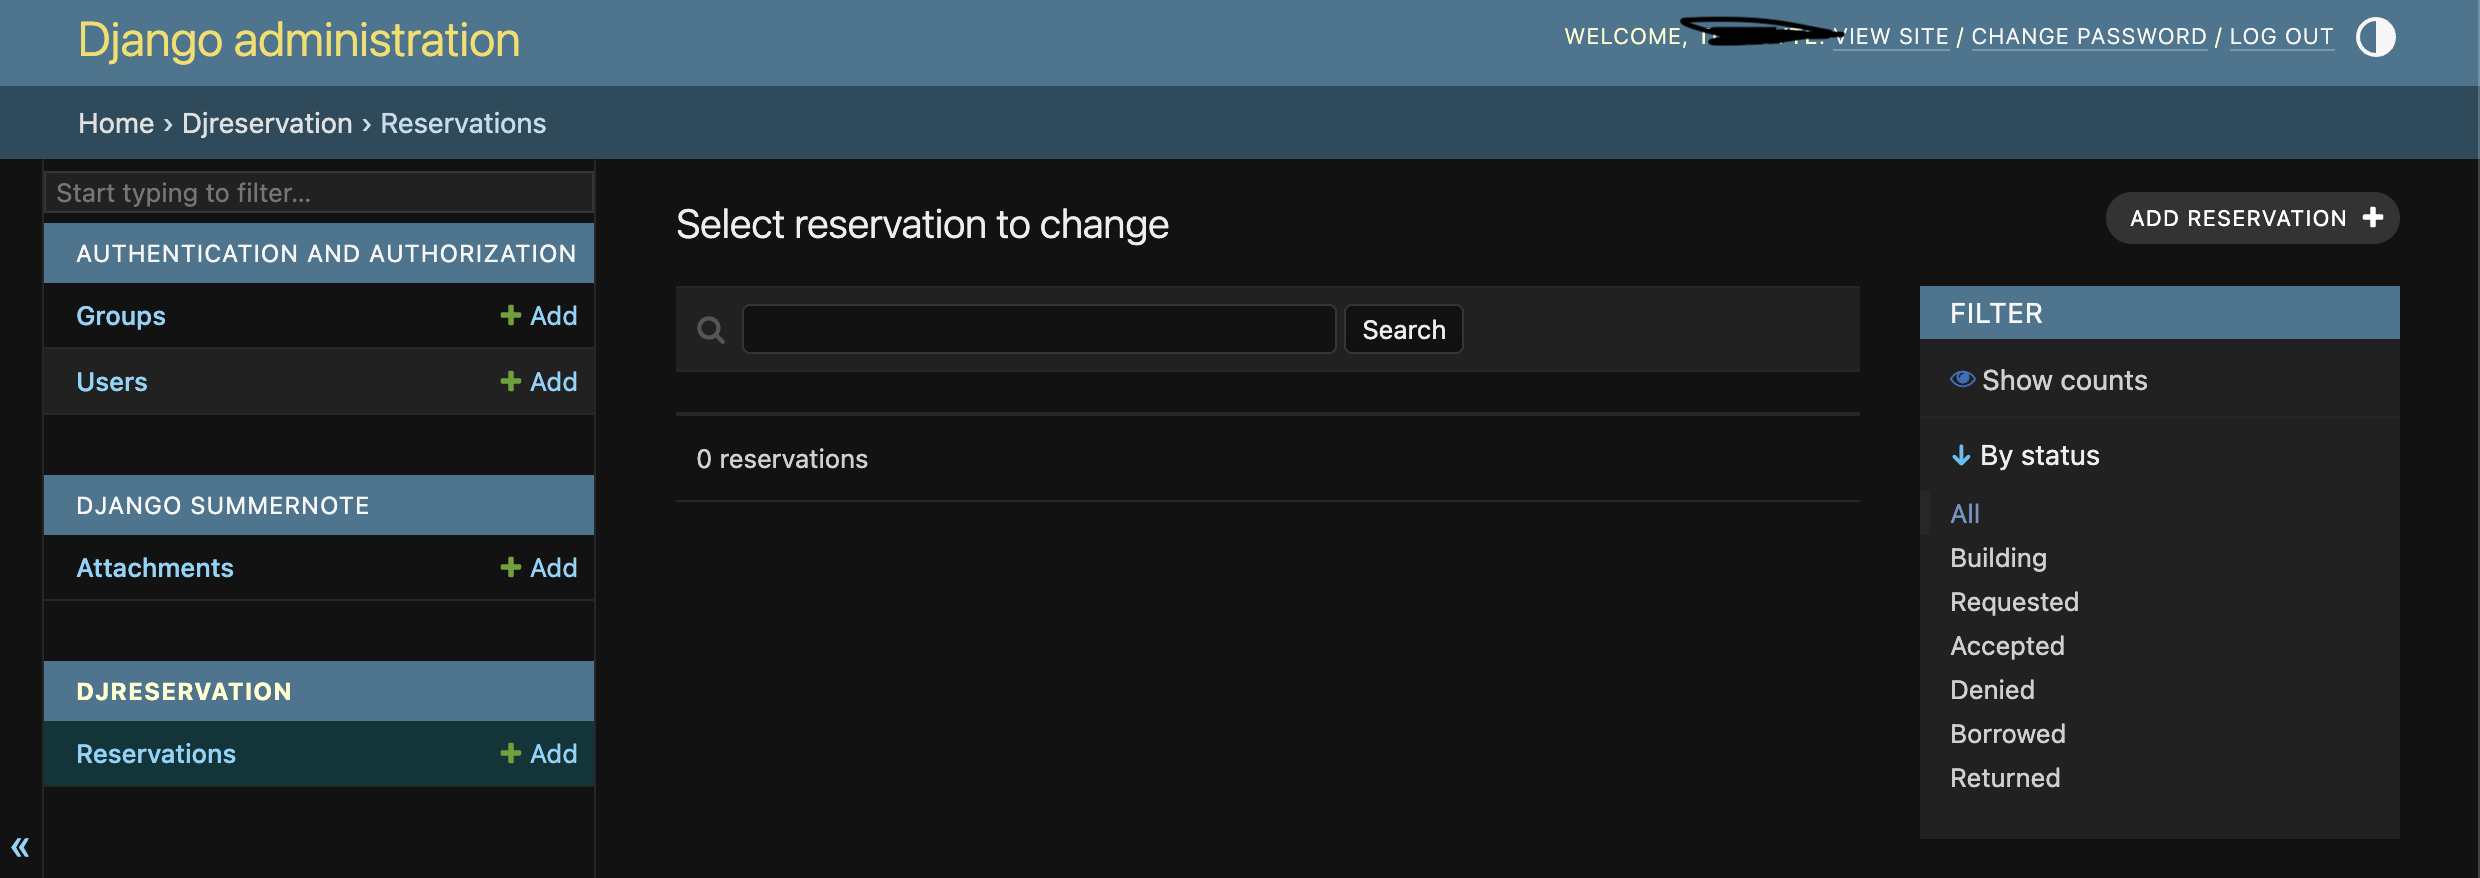 Django administration
WELCOME, VIEW SITE / CHANGE PASSWORD / LOG OUT
Home › Djreservation › Reservations
Start typing to filter...
AUTHENTICATION AND AUTHORIZATION
Groups + Add
Users + Add
DJANGO SUMMERNOTE
Attachments + Add
DJRESERVATION
Reservations + Add
«
Select reservation to change
ADD RESERVATION +
Search
0 reservations
FILTER
Show counts
↓ By status
All
Building
Requested
Accepted
Denied
Borrowed
Returned